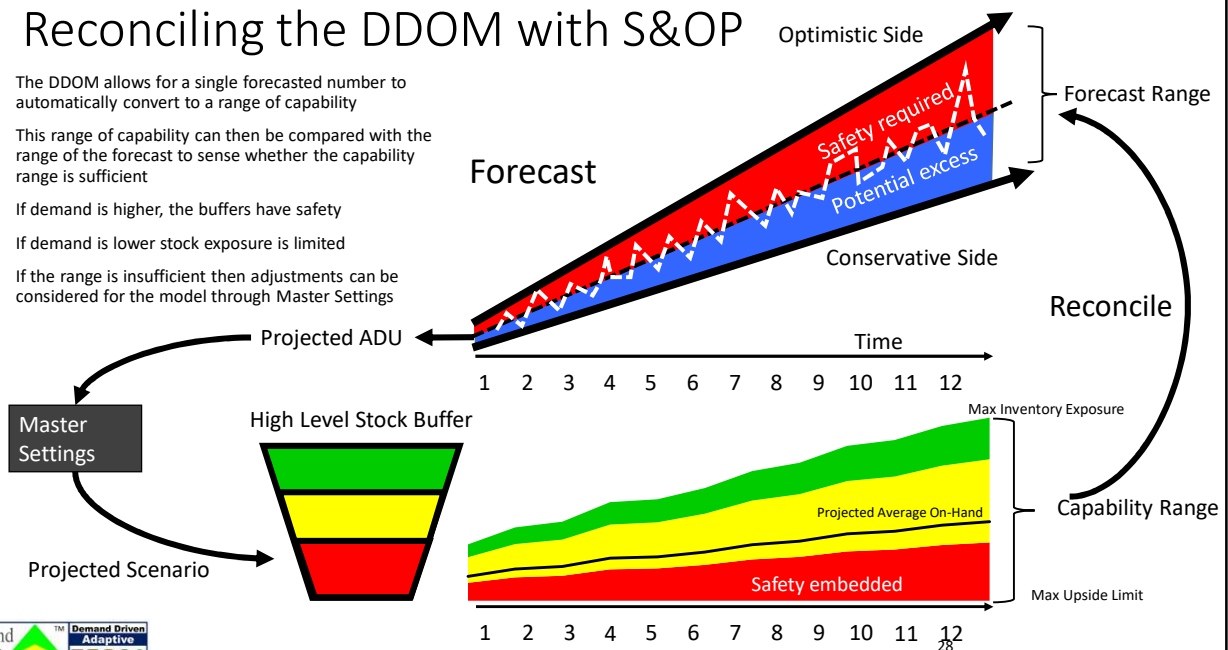 Reconciling the DDOM with S&OP
The DDOM allows for a single forecasted number to
automatically convert to a range of capability
This range of capability can then be compared with the
range of the forecast to sense whether the capability
range is sufficient
If demand is higher, the buffers have safety
If demand is lower stock exposure is limited
If the range is insufficient then adjustments can be
considered for the model through Master Settings
Optimistic Side
Forecast Range
Safety required
Forecast
Potential excess
Conservative Side
Reconcile
Projected ADU
Time
1 2 3 4 5 6 7 8 9 10 11 12
Master
Settings
High Level Stock Buffer
Max Inventory Exposure
Projected Average On-Hand
Capability Range
Projected Scenario
Safety embedded
Max Upside Limit
1 2 3 4 5 6 7 8 9 10 11 12
28
TM
Demand Driven
Adaptive